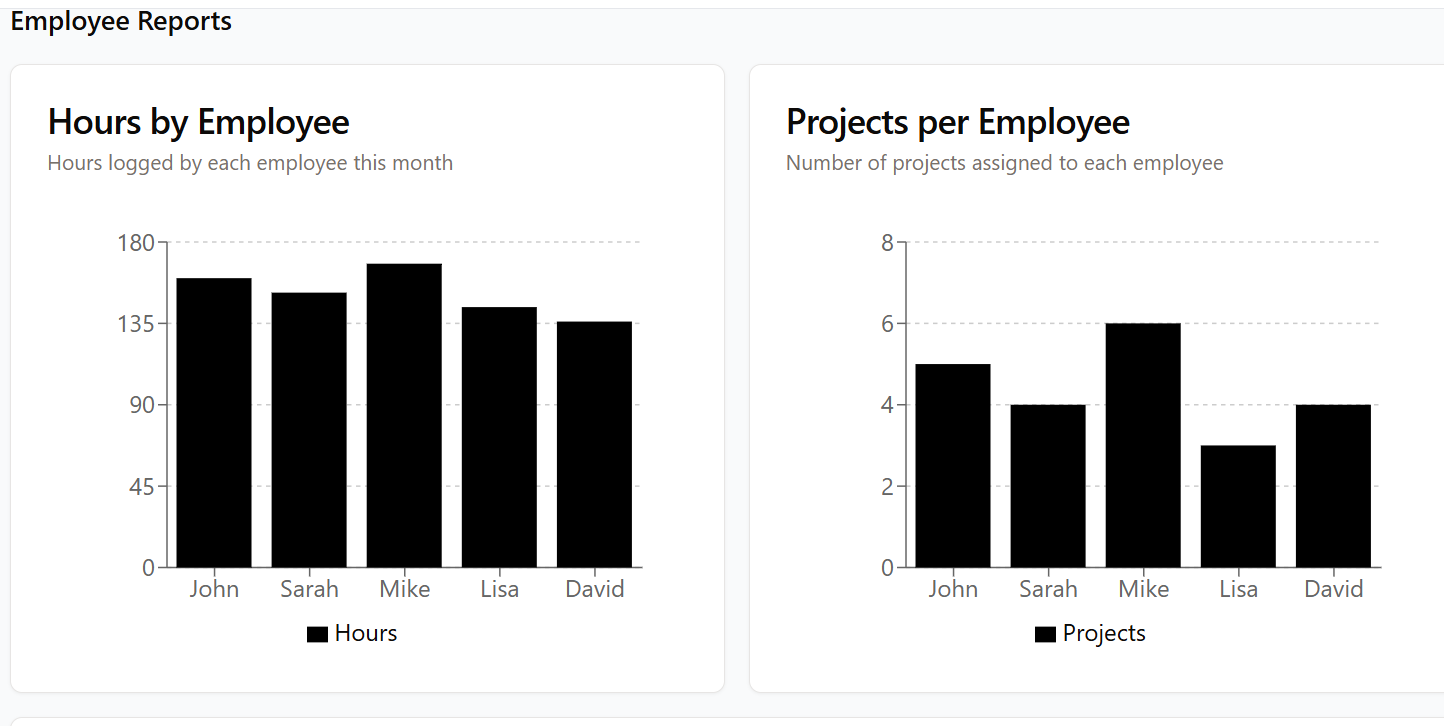 Employee Reports
Hours by Employee
Hours logged by each employee this month
180
135
90
45
0
John Sarah Mike Lisa David
Hours
Projects per Employee
Number of projects assigned to each employee
8
6
4
2
0
John Sarah Mike Lisa David
Projects